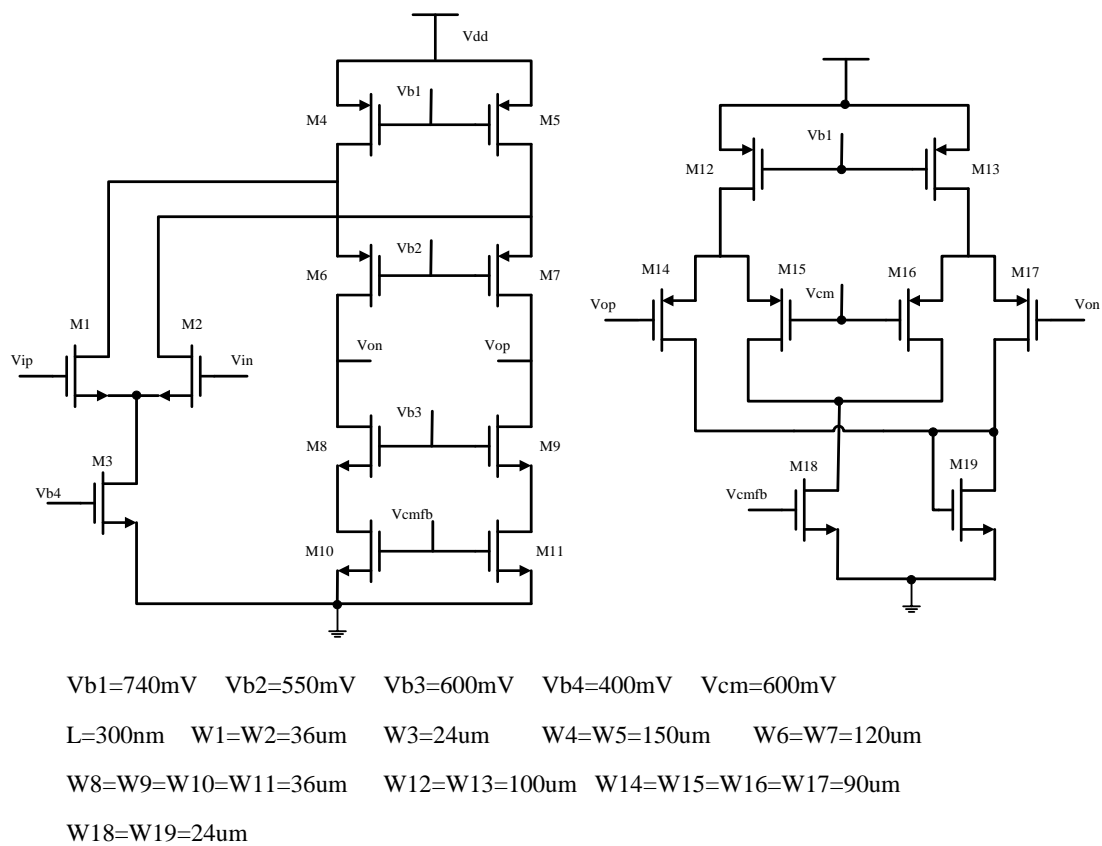 Vdd
M4 Vb1 M5
Vb1
M12 M13
M6 Vb2 M7
M14 M15 M16 M17
Vop Vcm Von
M1 M2
Vip Vin
Von Vop
M8 Vb3 M9
M3
Vb4
M18 M19
Vcmfb
M10 Vcmfb M11
Vb1=740mV Vb2=550mV Vb3=600mV Vb4=400mV Vcm=600mV
L=300nm W1=W2=36um W3=24um W4=W5=150um W6=W7=120um
W8=W9=W10=W11=36um W12=W13=100um W14=W15=W16=W17=90um
W18=W19=24um